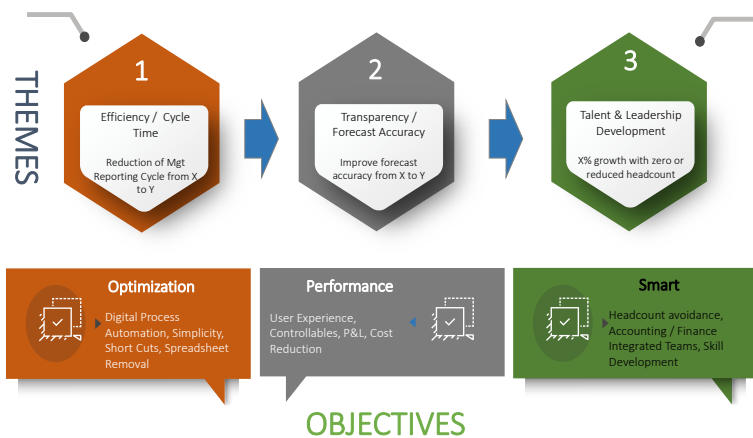 THEMES
1
Efficiency / Cycle
Time
Reduction of Mgt
Reporting Cycle from X
to Y
2
Transparency /
Forecast Accuracy
Improve forecast
accuracy from X to Y
3
Talent & Leadership
Development
X% growth with zero or
reduced headcount
Optimization
Digital Process
Automation, Simplicity,
Short Cuts, Spreadsheet
Removal
Performance
User Experience,
Controllables, P&L, Cost
Reduction
Smart
Headcount avoidance,
Accounting / Finance
Integrated Teams, Skill
Development
OBJECTIVES